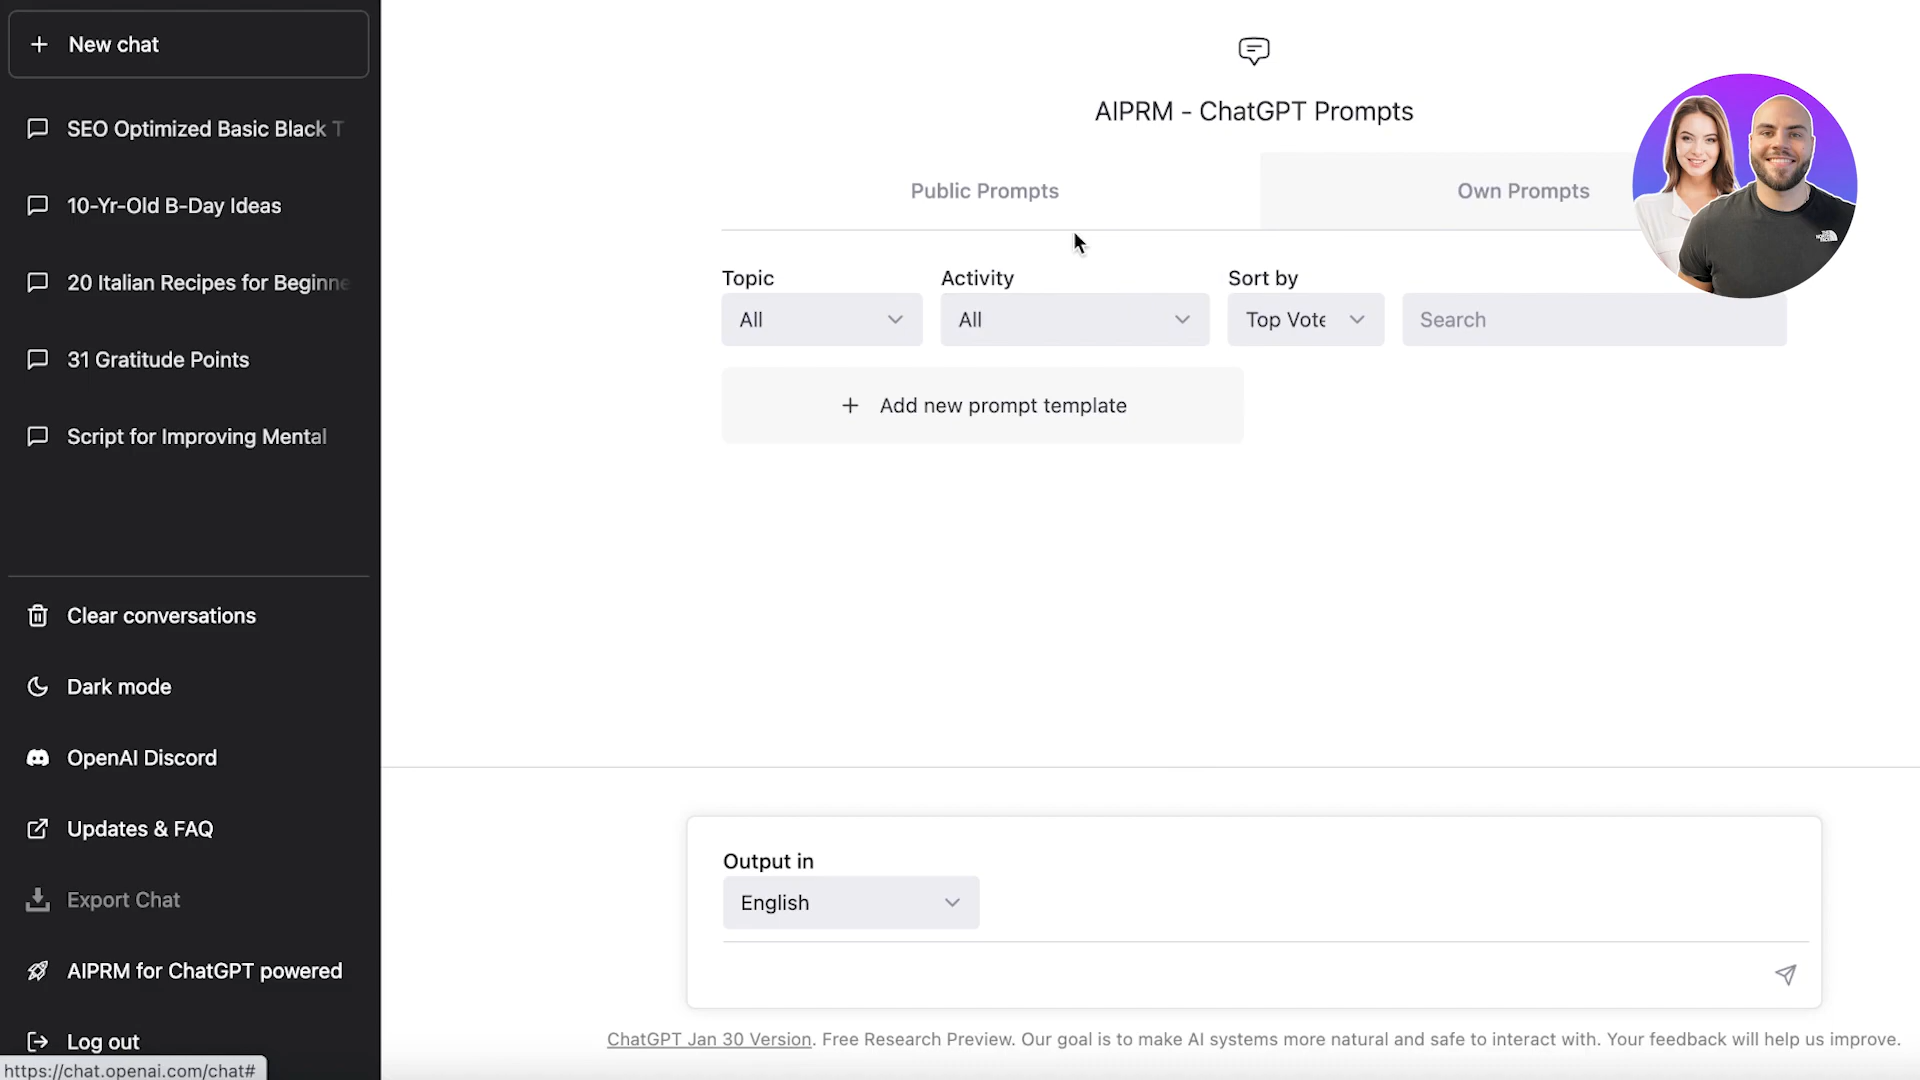 New chat
SEO Optimized Basic Black T
10-Yr-Old B-Day Ideas
20 Italian Recipes for Beginne
31 Gratitude Points
Script for Improving Mental
Clear conversations
Dark mode
OpenAI Discord
Updates & FAQ
Export Chat
AIPRM for ChatGPT powered
Log out
https://chat.openai.com/chat#
AIPRM - ChatGPT Prompts
Public Prompts
Own Prompts
Topic
Activity
Sort by
All
All
Top Vote
Search
+ Add new prompt template
Output in
English
ChatGPT Jan 30 Version. Free Research Preview. Our goal is to make AI systems more natural and safe to interact with. Your feedback will help us improve.